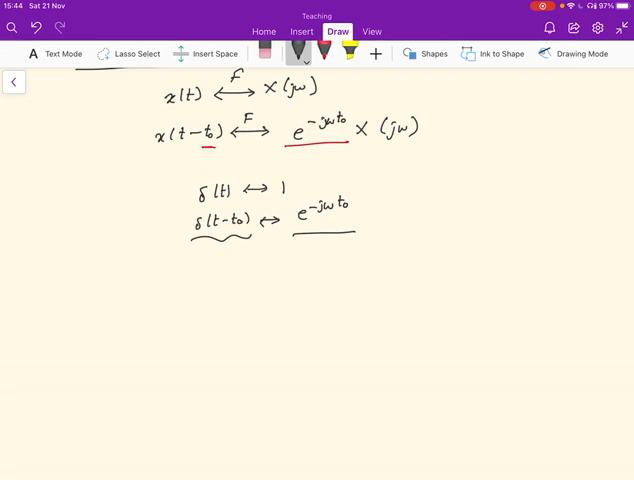 15:44 Sat 21 Nov 97%
Teaching
Home Insert Draw View
A Text Mode Lasso Select Insert Space Shapes Ink to Shape Drawing Mode
x(t) ⟷ X(jω)
F
x(t-t₀) ⟷ e^{-jωt₀} X(jω)
F
δ(t) ↔ 1
δ(t-t₀) ↔ e^{-jωt₀}